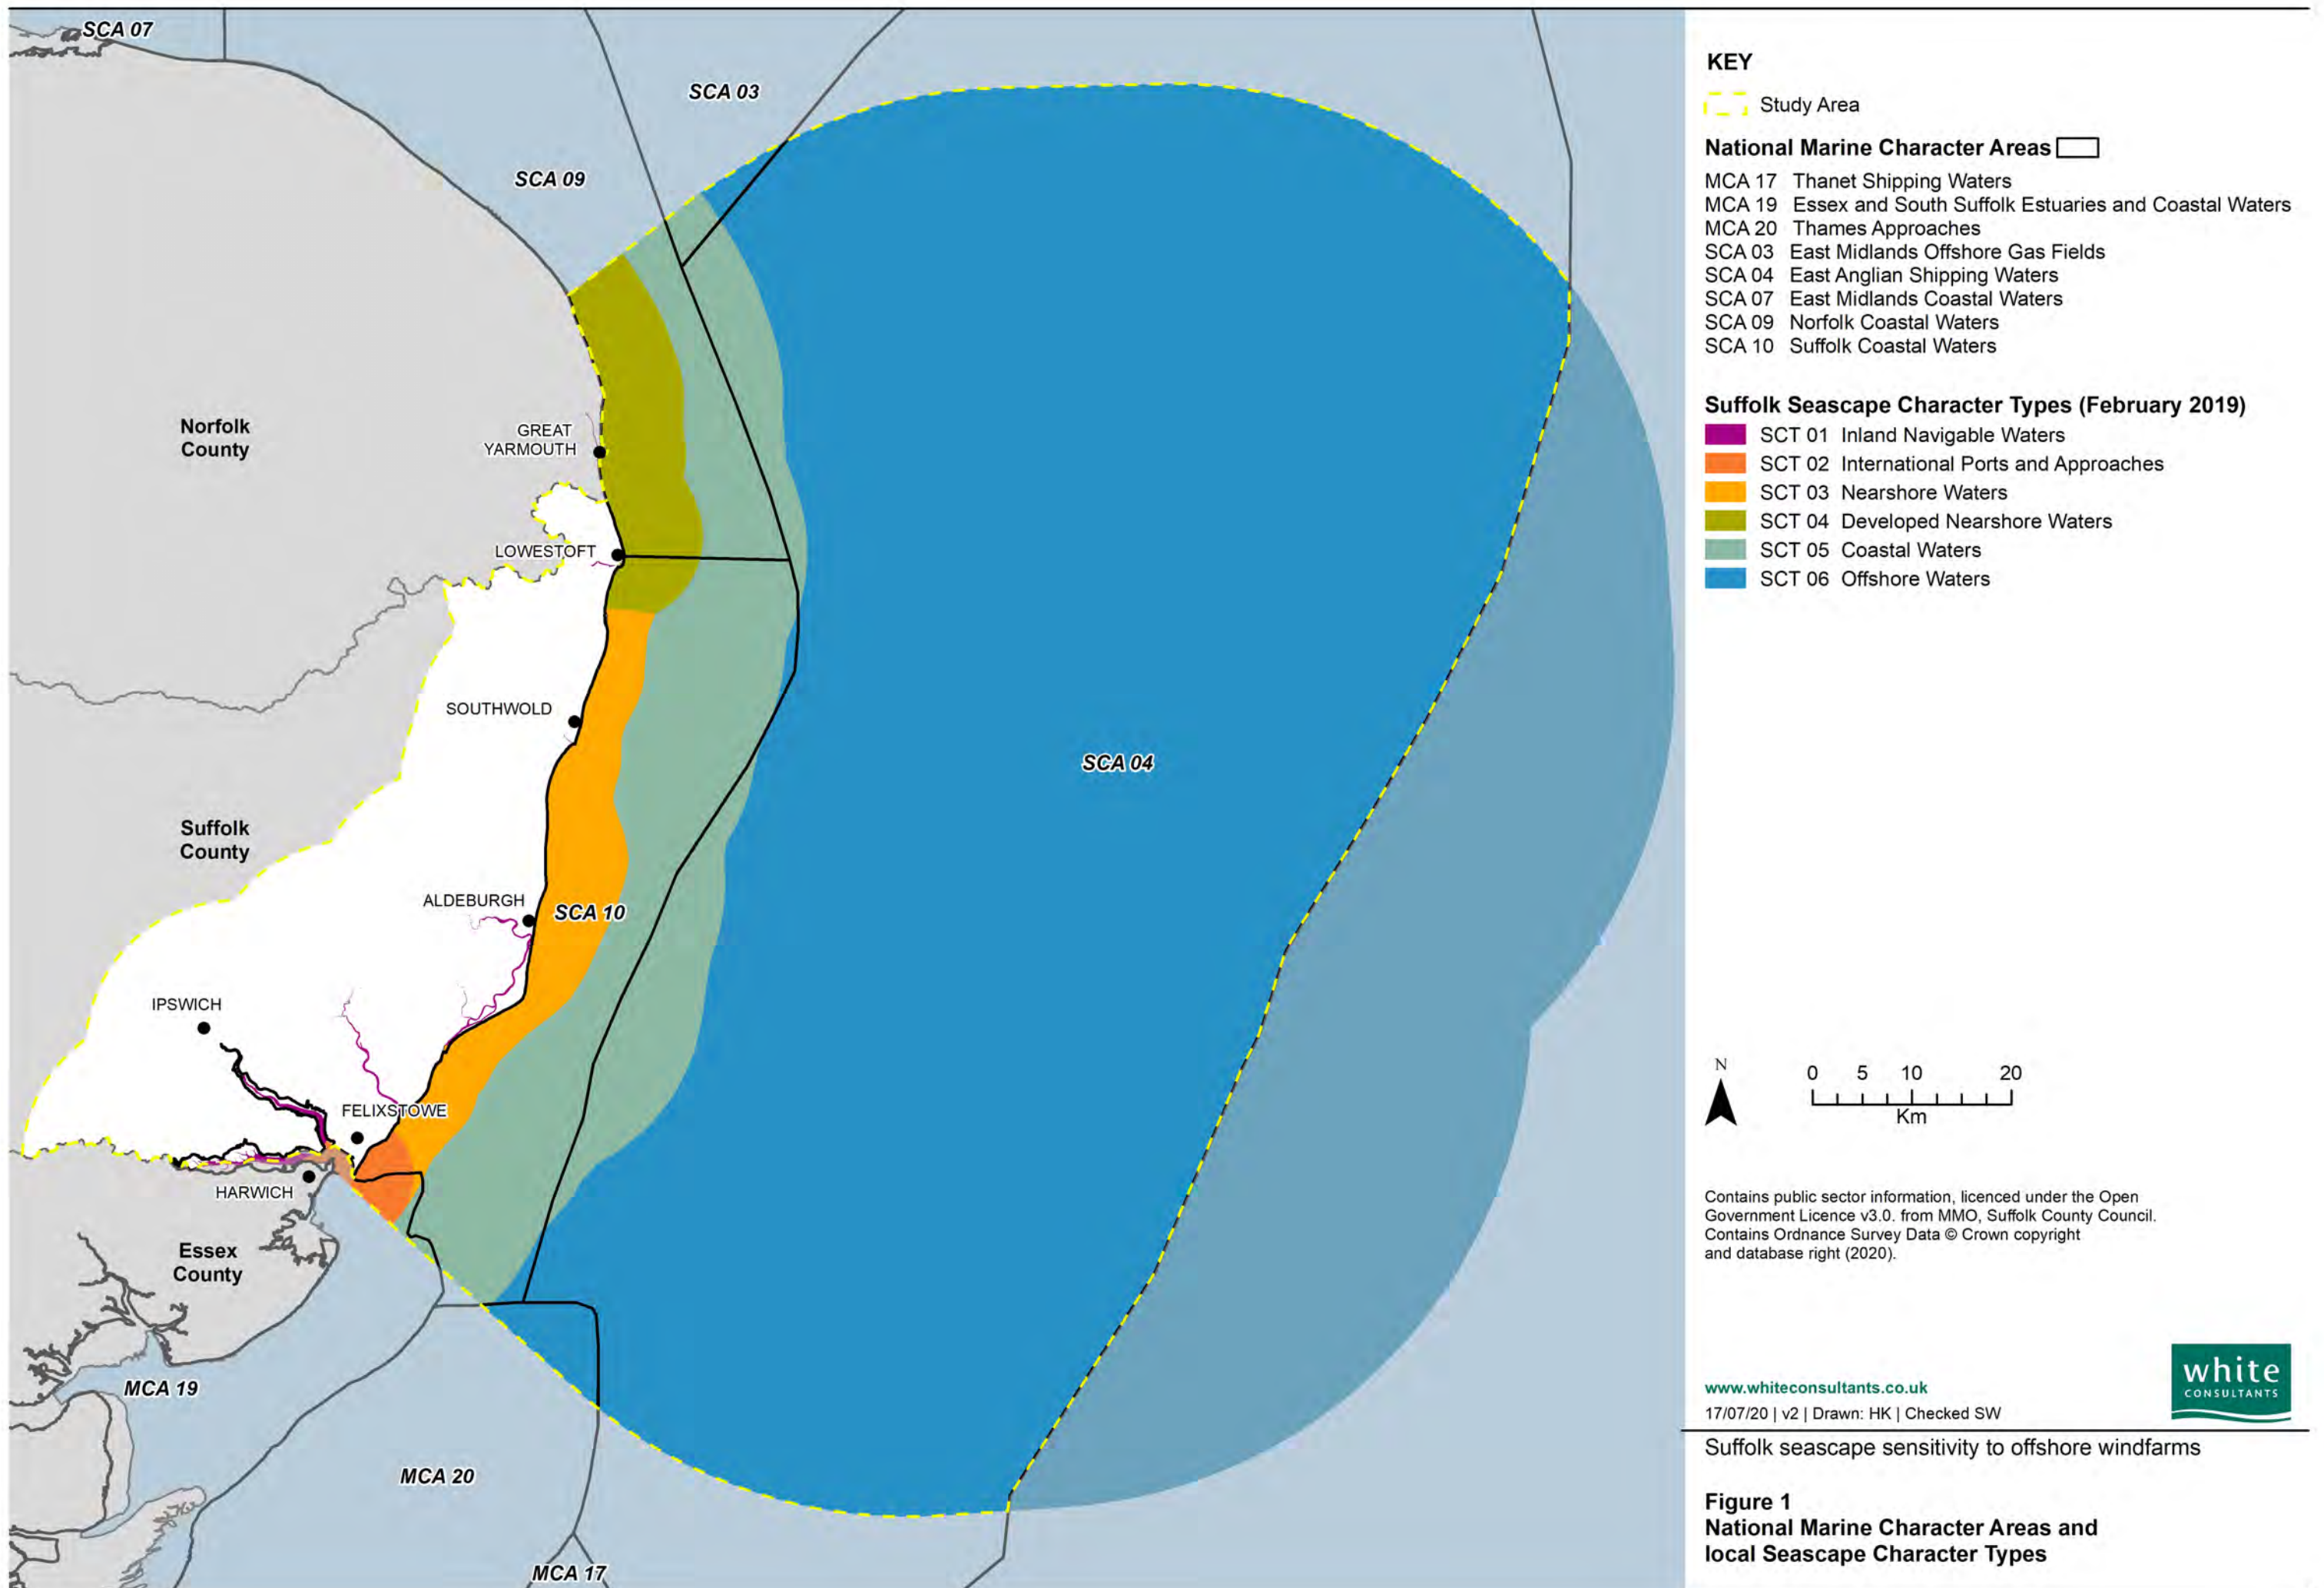 SCA 07
SCA 03
SCA 09
Norfolk
County
GREAT
YARMOUTH
LOWESTOFT
SOUTHWOLD
SCA 04
Suffolk
County
ALDEBURGH
SCA 10
IPSWICH
FELIXSTOWE
HARWICH
Essex
County
MCA 19
MCA 20
MCA 17
KEY
Study Area
National Marine Character Areas
MCA 17 Thanet Shipping Waters
MCA 19 Essex and South Suffolk Estuaries and Coastal Waters
MCA 20 Thames Approaches
SCA 03 East Midlands Offshore Gas Fields
SCA 04 East Anglian Shipping Waters
SCA 07 East Midlands Coastal Waters
SCA 09 Norfolk Coastal Waters
SCA 10 Suffolk Coastal Waters
Suffolk Seascape Character Types (February 2019)
SCT 01 Inland Navigable Waters
SCT 02 International Ports and Approaches
SCT 03 Nearshore Waters
SCT 04 Developed Nearshore Waters
SCT 05 Coastal Waters
SCT 06 Offshore Waters
N
0 5 10 20
Km
Contains public sector information, licenced under the Open
Government Licence v3.0. from MMO, Suffolk County Council.
Contains Ordnance Survey Data © Crown copyright
and database right (2020).
white
CONSULTANTS
www.whiteconsultants.co.uk
17/07/20 | v2 | Drawn: HK | Checked SW
Suffolk seascape sensitivity to offshore windfarms
Figure 1
National Marine Character Areas and
local Seascape Character Types